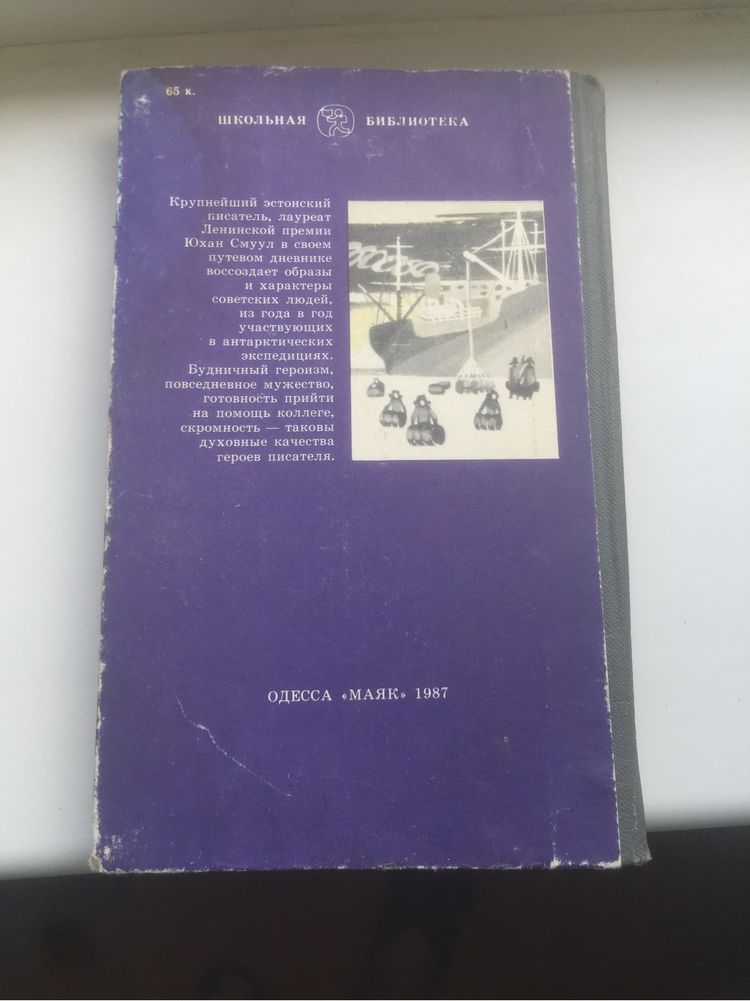 65 к.
ШКОЛЬНАЯ БИБЛИОТЕКА
Крупнейший эстонский
писатель, лауреат
Ленинской премии
Юхан Смуул в своем
путевом дневнике
воссоздает образы
и характеры
советских людей,
из года в год
участвующих
в антарктических
экспедициях.
Будничный героизм,
повседневное мужество,
готовность прийти
на помощь коллеге,
скромность — таковы
духовные качества
героев писателя.
ОДЕССА «МАЯК» 1987